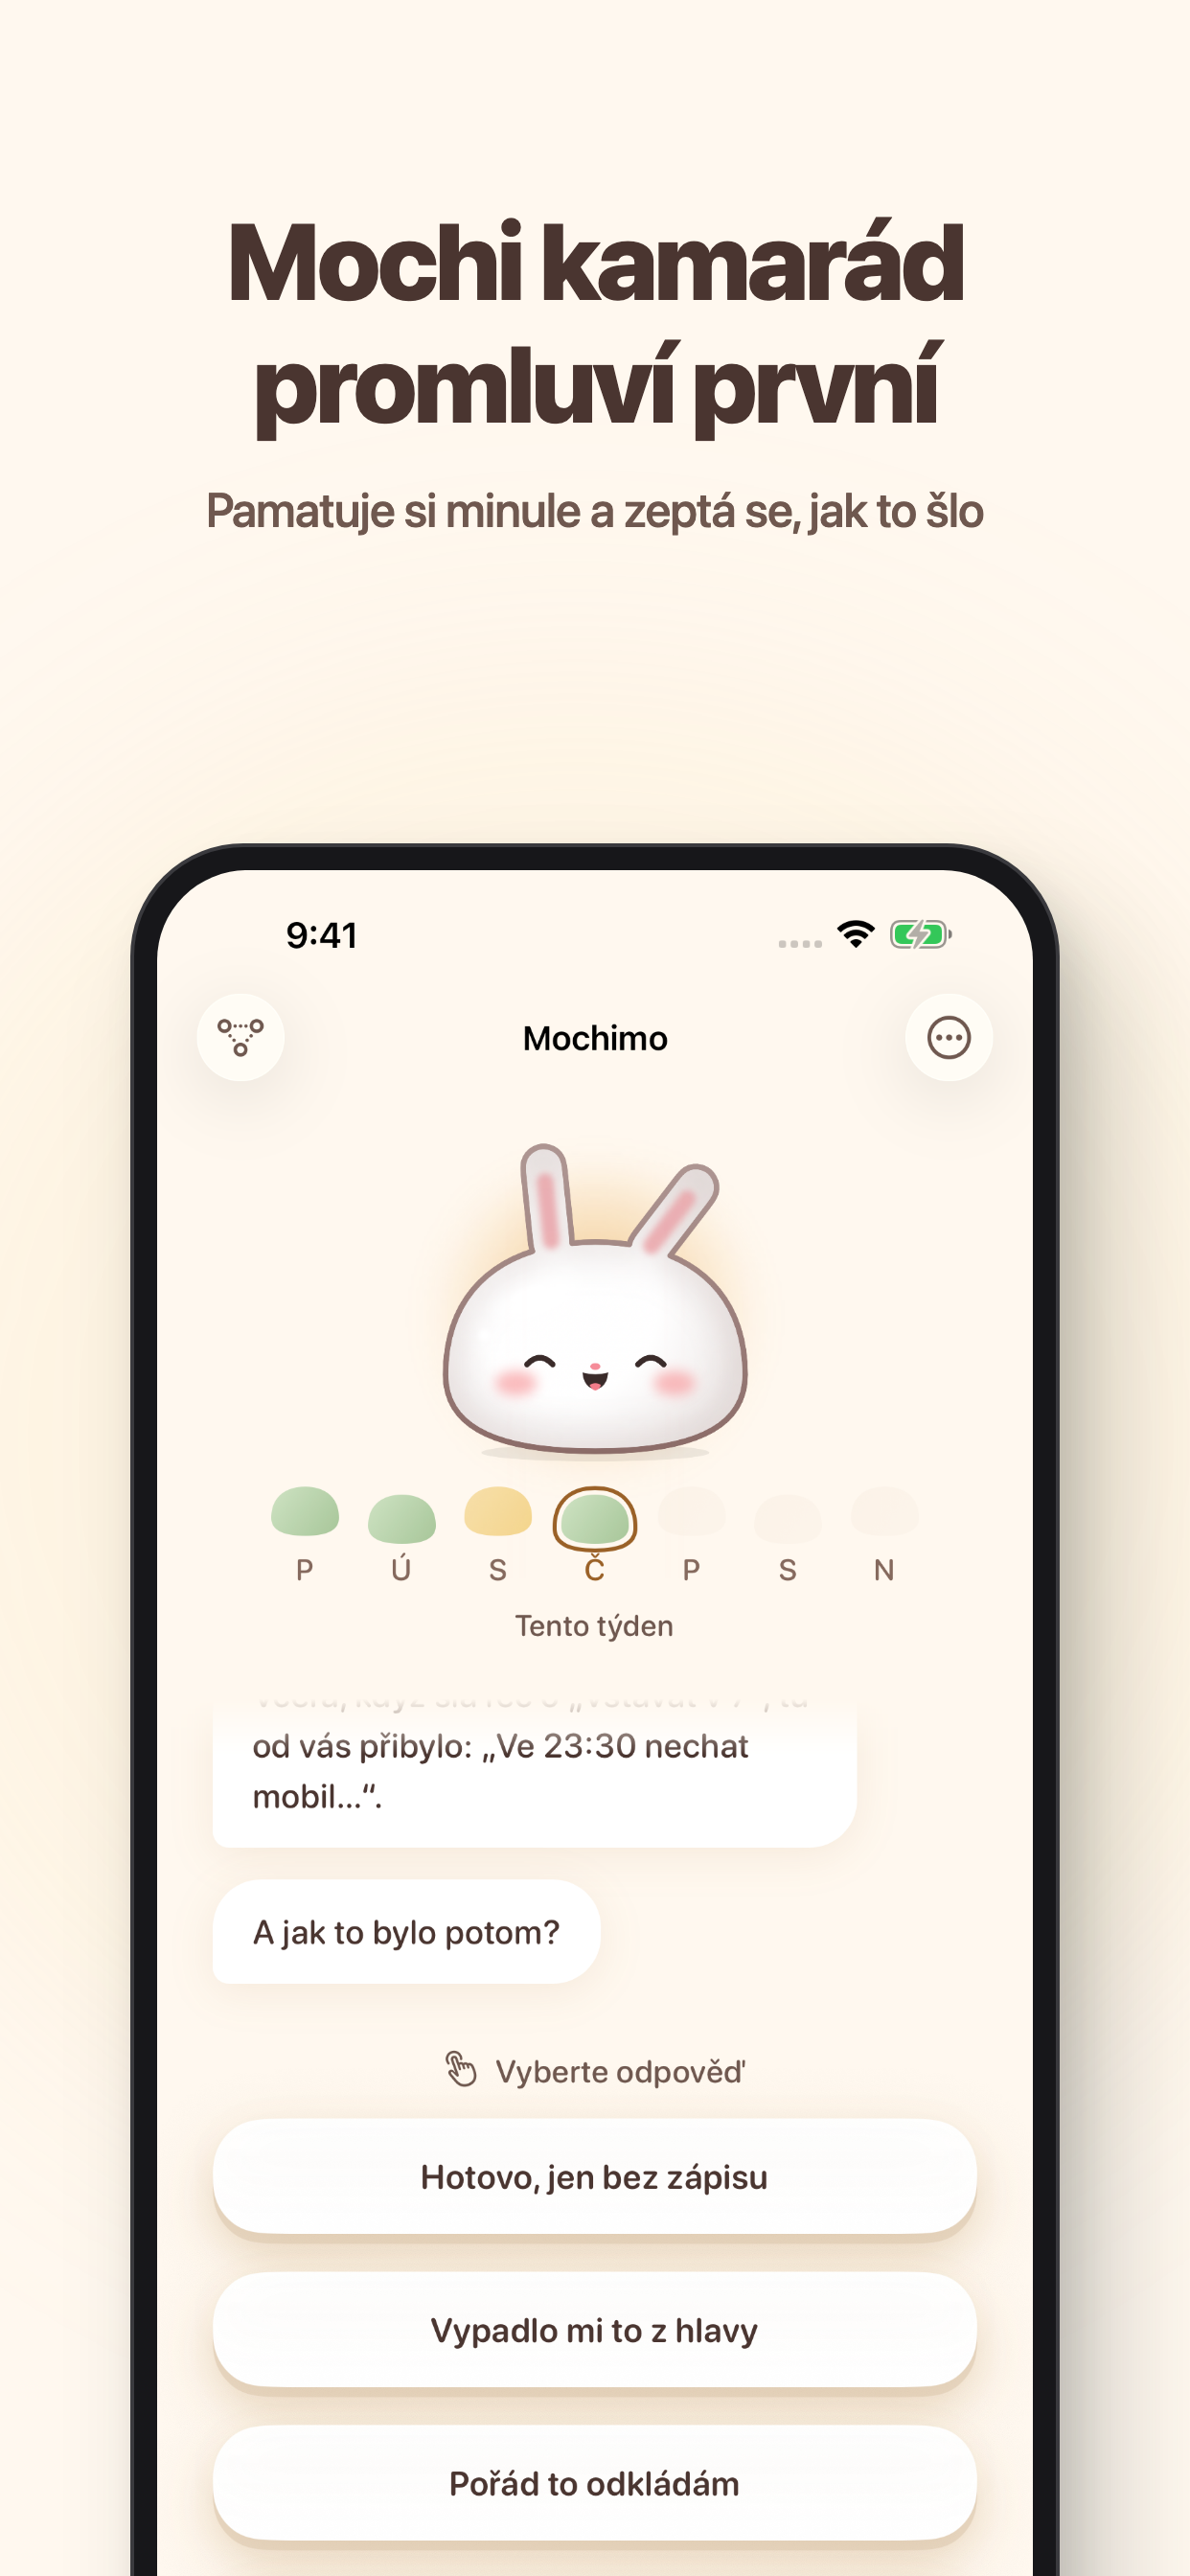 Mochi kamarád
promluví první
Pamatuje si minule a zeptá se, jak to šlo
9:41
Mochimo
P Ú S Č P S N
Tento týden
od vás přibylo: „Ve 23:30 nechat
mobil…“.
A jak to bylo potom?
Vyberte odpověď
Hotovo, jen bez zápisu
Vypadlo mi to z hlavy
Pořád to odkládám